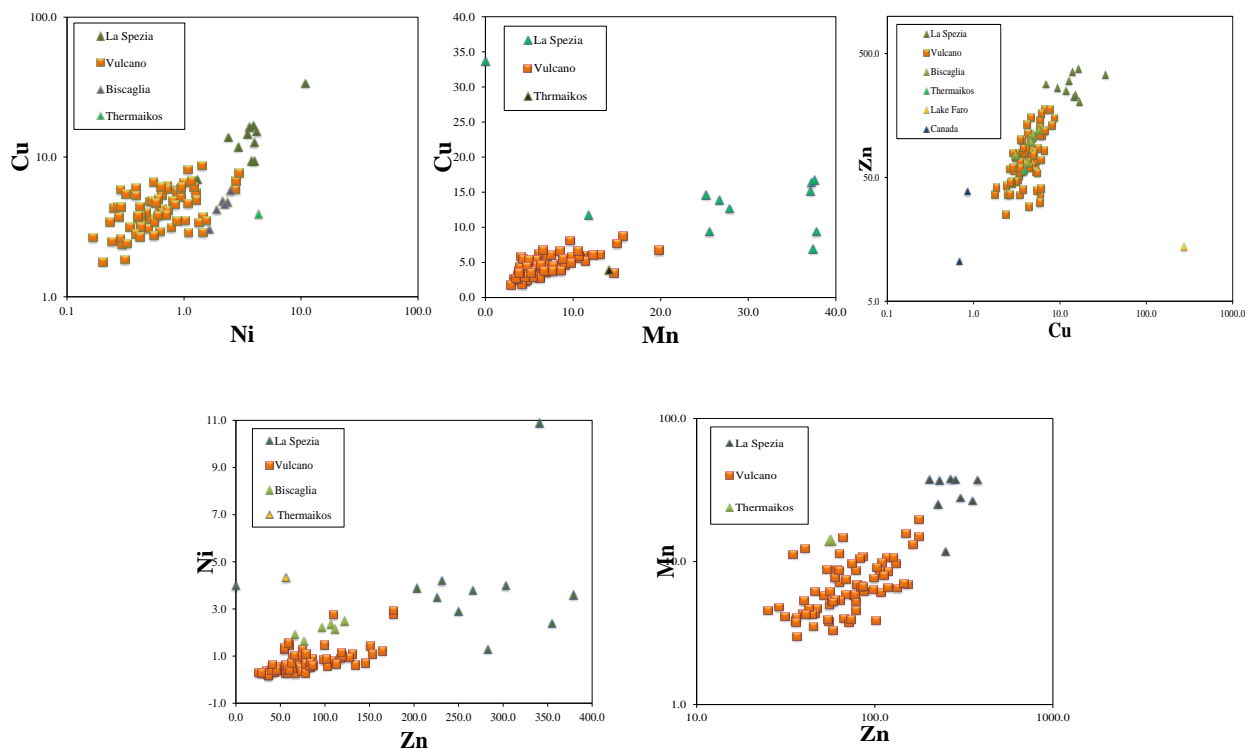 100.0
10.0
1.0
0.1
1.0
10.0
100.0
Cu
Ni
La Spezia
Vulcano
Biscaglia
Thermaikos
40.0
35.0
30.0
25.0
20.0
15.0
10.0
5.0
0.0
0.0
10.0
20.0
30.0
40.0
Cu
Mn
La Spezia
Vulcano
Thrmaikos
Zn
500.0
50.0
5.0
1.0
0.1
1.0
10.0
100.0
1000.0
Cu
La Spezia
Vulcano
Biscaglia
Thermaikos
Lake Faro
Canada
11.0
9.0
7.0
5.0
3.0
1.0
-1.0
0.0
50.0
100.0
150.0
200.0
250.0
300.0
350.0
400.0
Ni
Zn
La Spezia
Vulcano
Biscaglia
Thermaikos
100.0
10.0
1.0
10.0
100.0
1000.0
Mn
Zn
La Spezia
Vulcano
Thermaikos